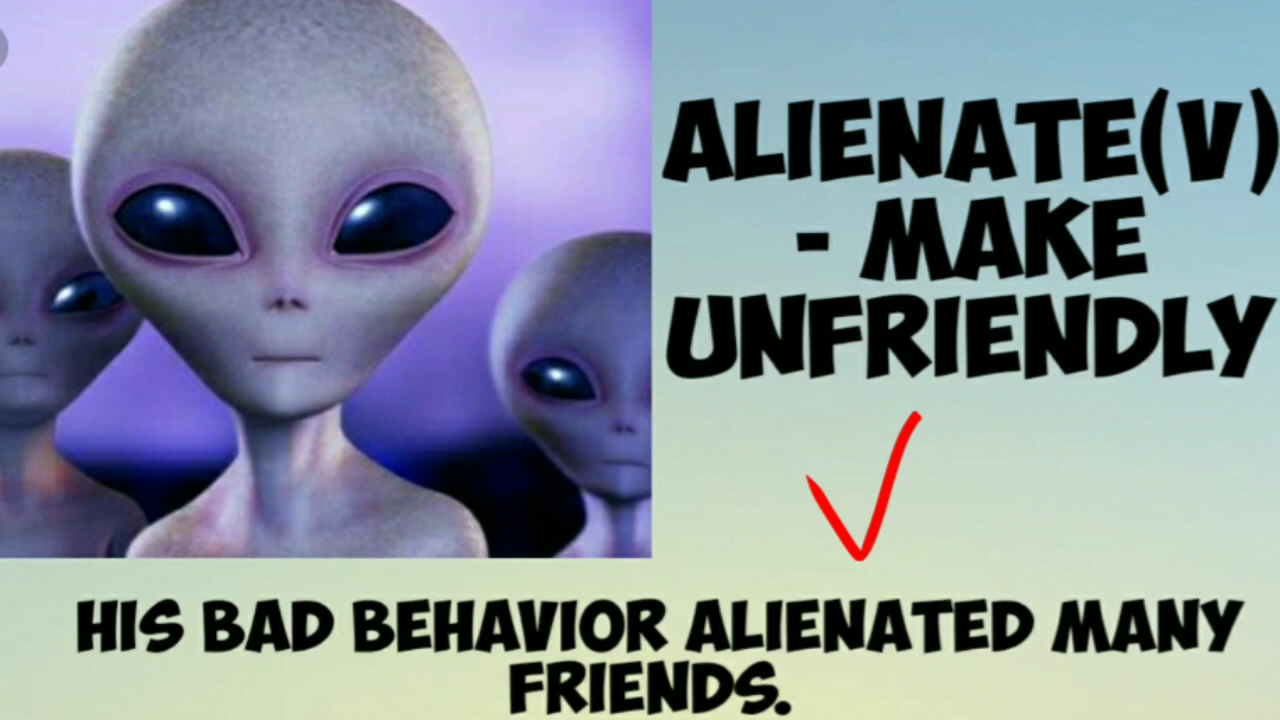 ALIENATE(V)
- MAKE
UNFRIENDLY
HIS BAD BEHAVIOR ALIENATED MANY
FRIENDS.